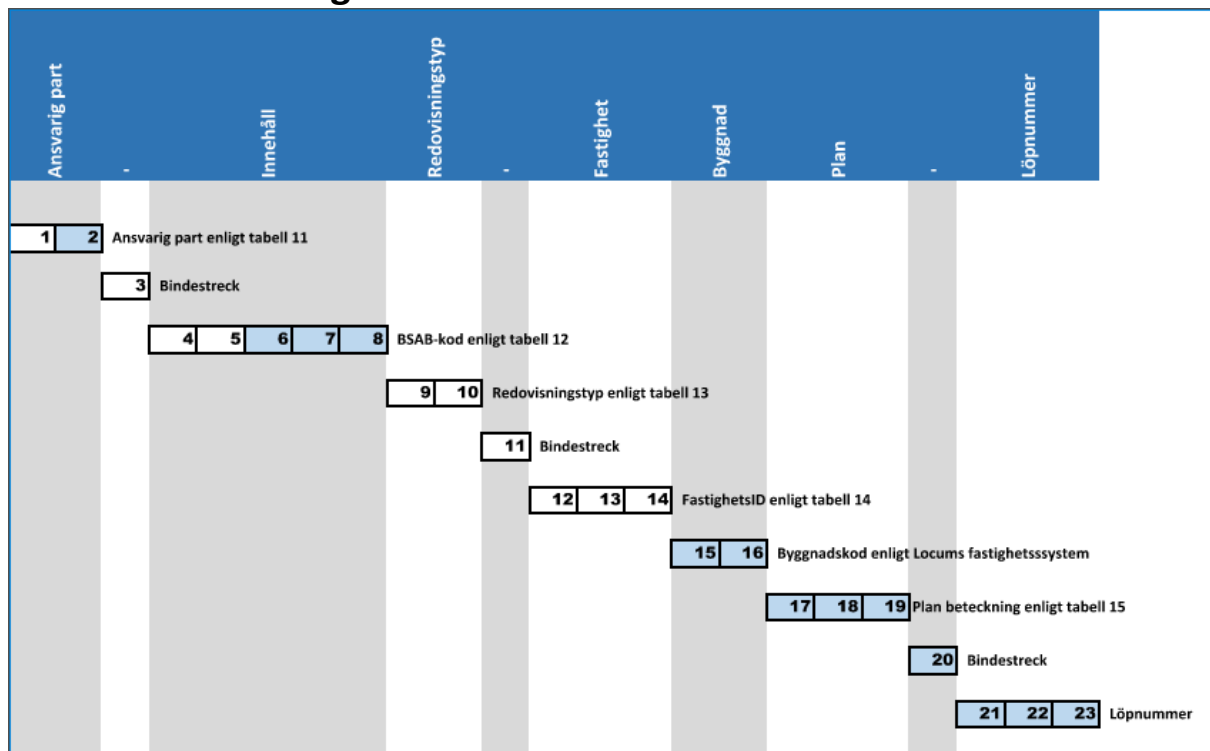 g
Ansvarig part
-
Innehåll
Redovisningstyp
-
Fastighet
Byggnad
Plan
-
Löpnummer
1 2 Ansvarig part enligt tabell 11
3 Bindestreck
4 5 6 7 8 BSAB-kod enligt tabell 12
9 10 Redovisningstyp enligt tabell 13
11 Bindestreck
12 13 14 FastighetsID enligt tabell 14
15 16 Byggnadskod enligt Locums fastighetsssystem
17 18 19 Plan beteckning enligt tabell 15
20 Bindestreck
21 22 23 Löpnummer